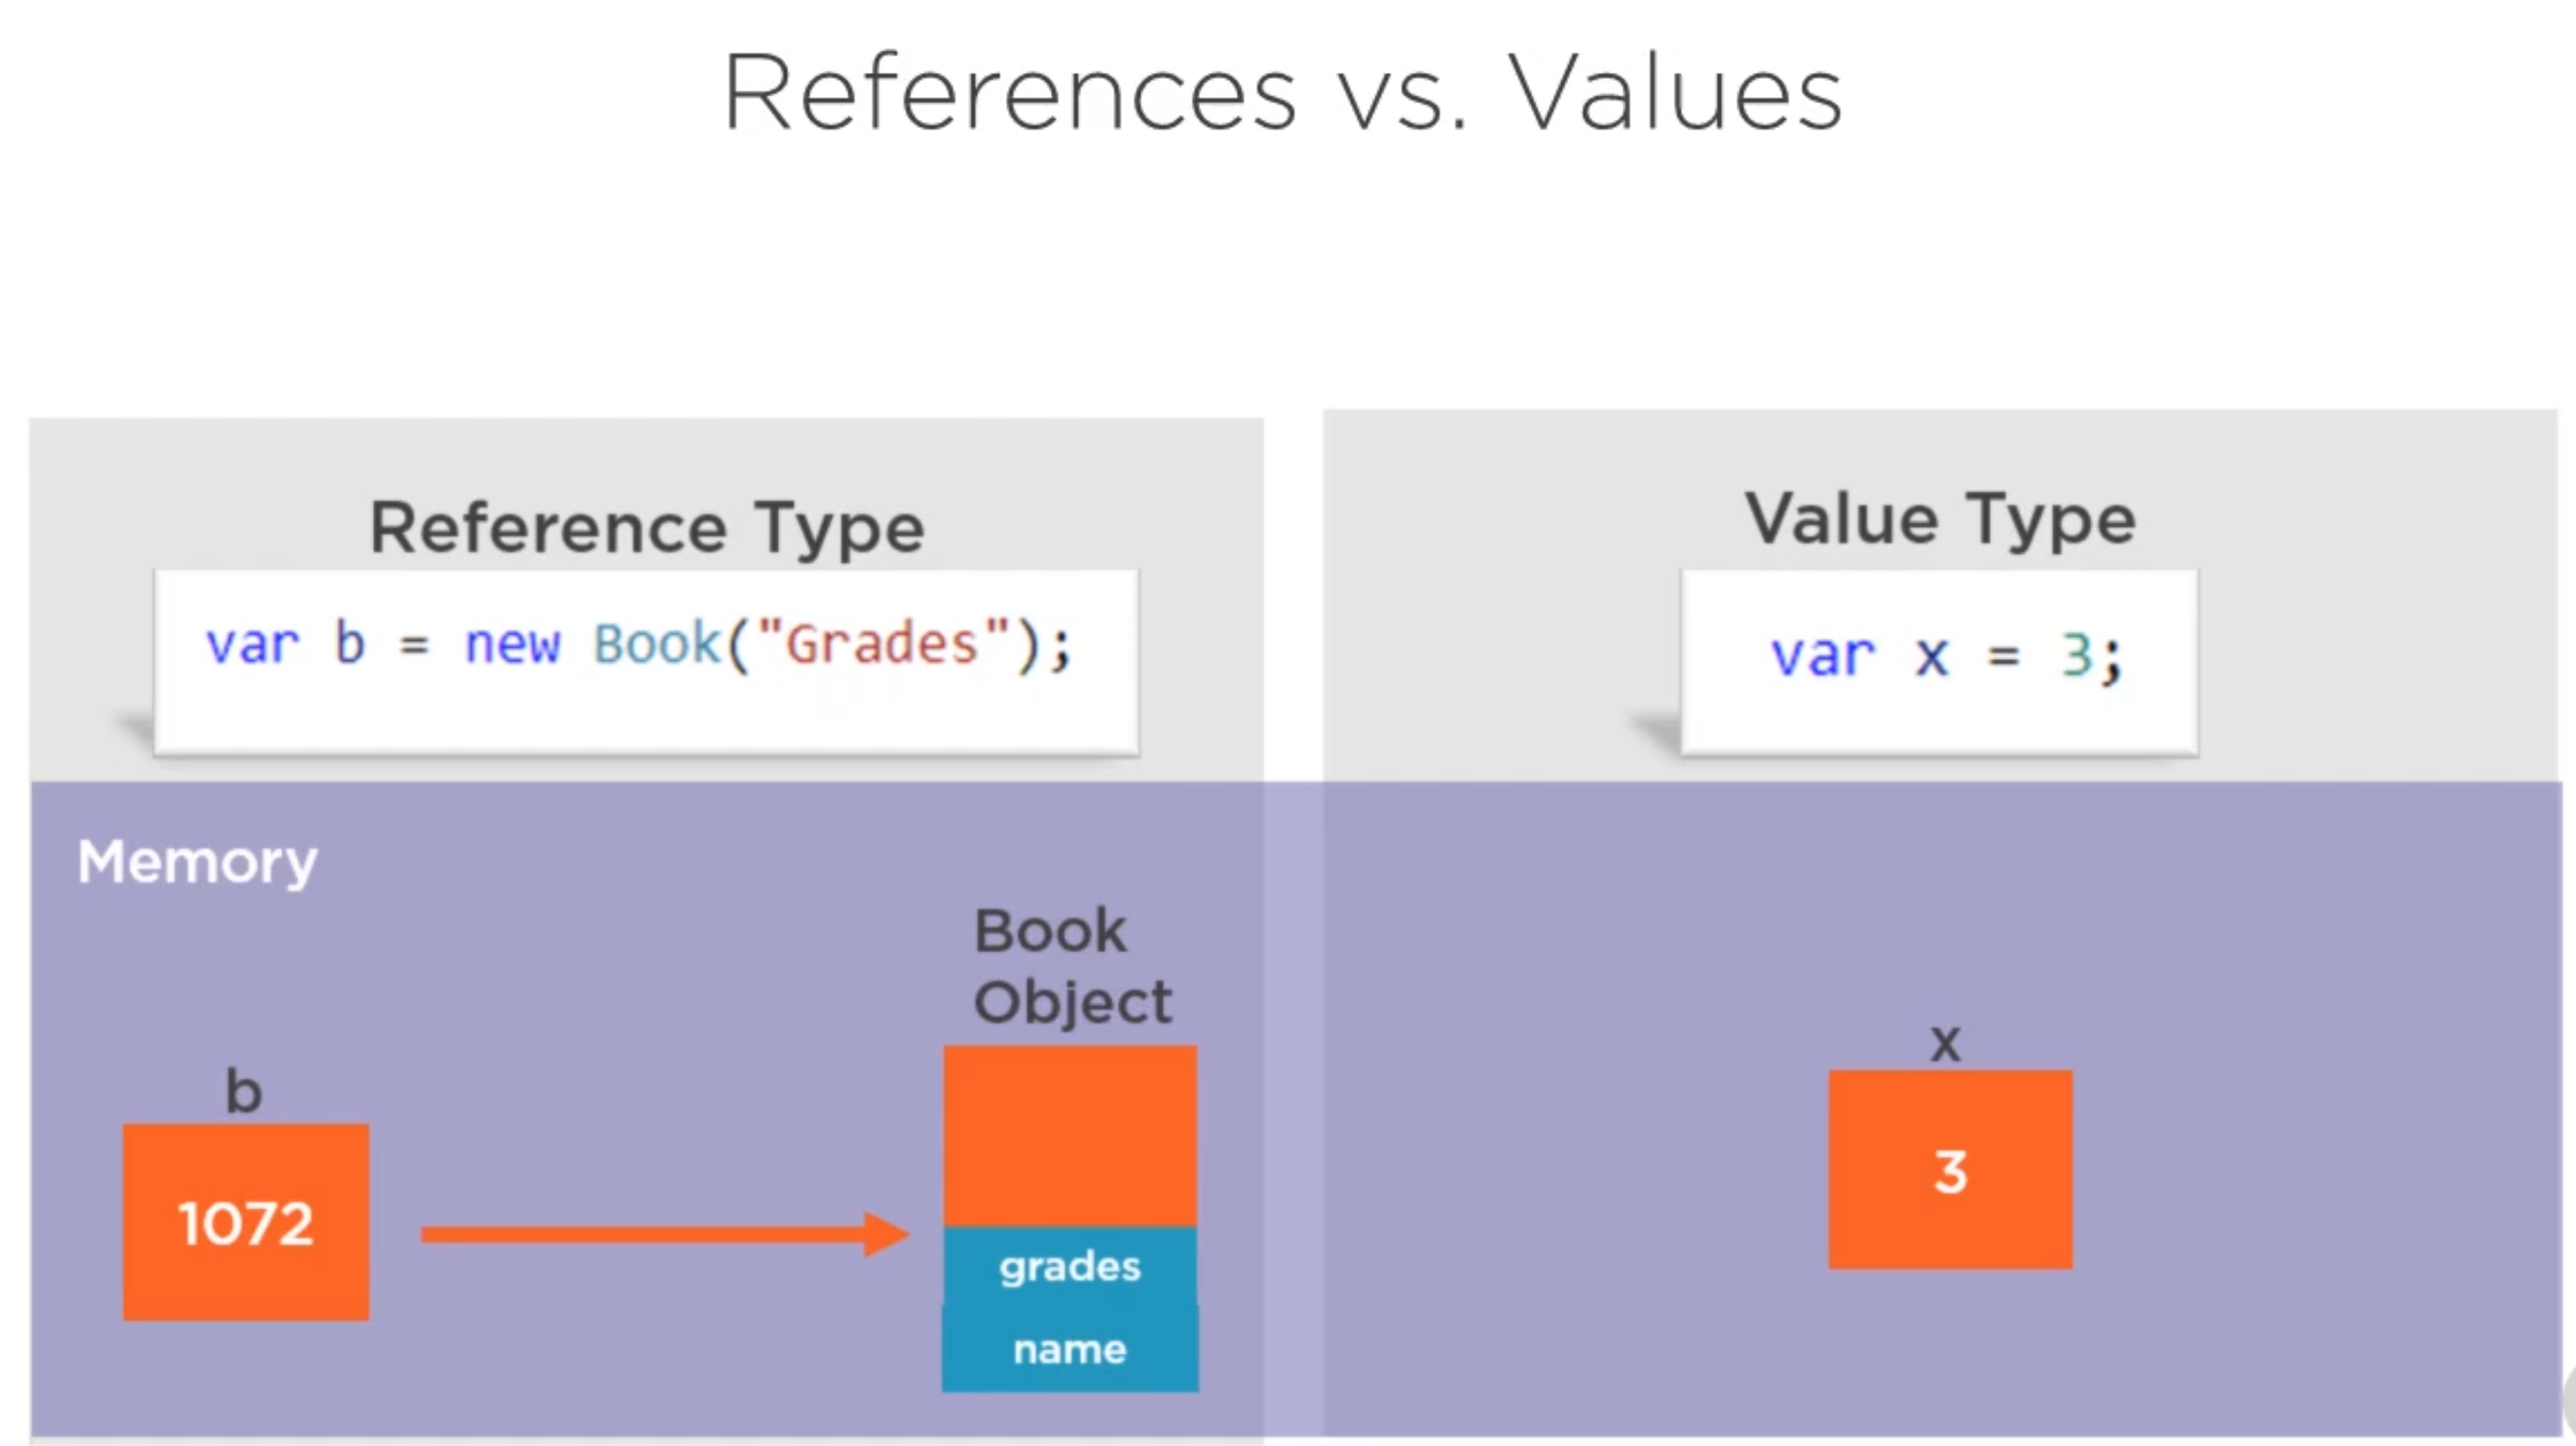 References vs. Values
Reference Type
var b = new Book("Grades");
Value Type
var x = 3;
Memory
b
1072
Book
Object
grades
name
x
3